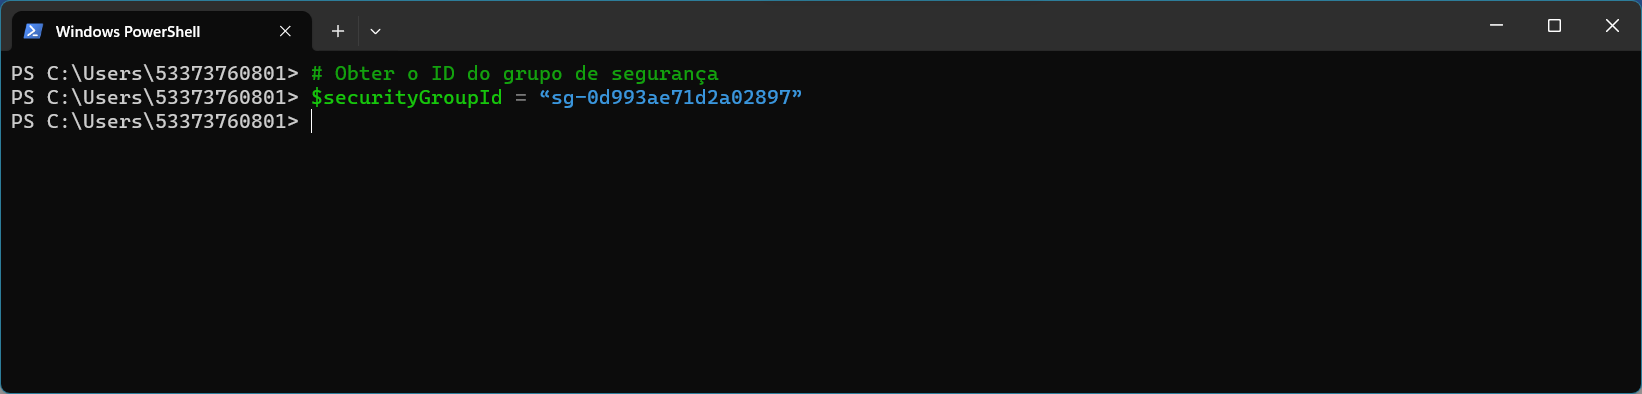 Windows PowerShell
PS C:\Users\53373760801> # Obter o ID do grupo de segurança
PS C:\Users\53373760801> $securityGroupId = “sg-0d993ae71d2a02897”
PS C:\Users\53373760801>